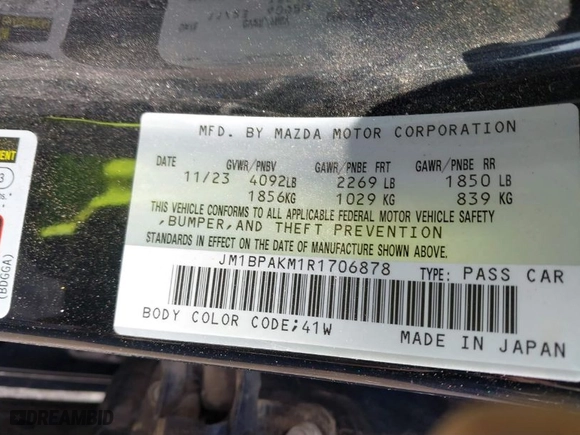 MFD. BY MAZDA MOTOR CORPORATION
DATE GVWR/PNBV GAWR/PNBE FRT GAWR/PNBE RR
11/23 4092LB 2269 LB 1850 LB
1856KG 1029 KG 839 KG
THIS VEHICLE CONFORMS TO ALL APPLICABLE FEDERAL MOTOR VEHICLE SAFETY
,BUMPER,AND THEFT PREVENTION
STANDARDS IN EFFECT ON THE DATE OF MANUFACTURE SHOWN ABOVE.
JM1BPAKM1R1706878 TYPE: PASS CAR
BODY COLOR CODE;41W MADE IN JAPAN
(BDGGA)
DREAMBID